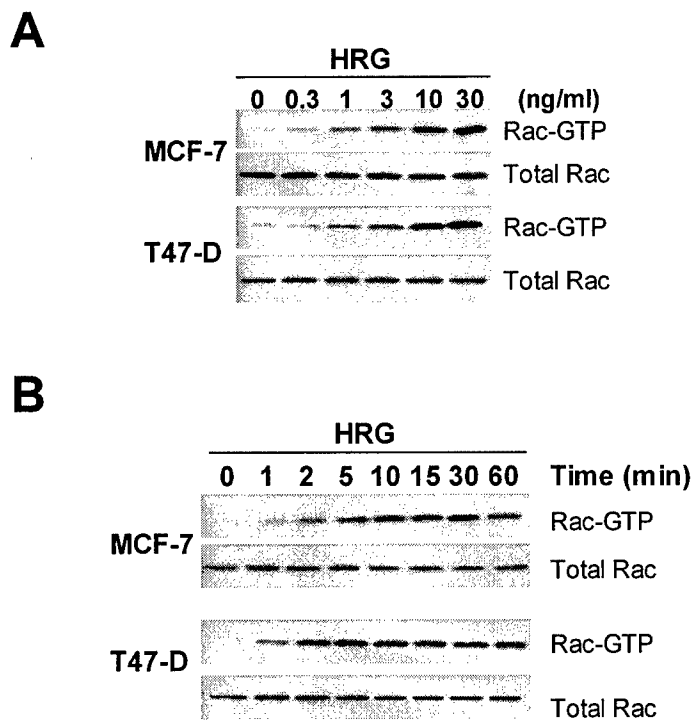 A
HRG
0 0.3 1 3 10 30 (ng/ml)
MCF-7
Rac-GTP
Total Rac
T47-D
Rac-GTP
Total Rac
B
HRG
0 1 2 5 10 15 30 60 Time (min)
MCF-7
Rac-GTP
Total Rac
T47-D
Rac-GTP
Total Rac